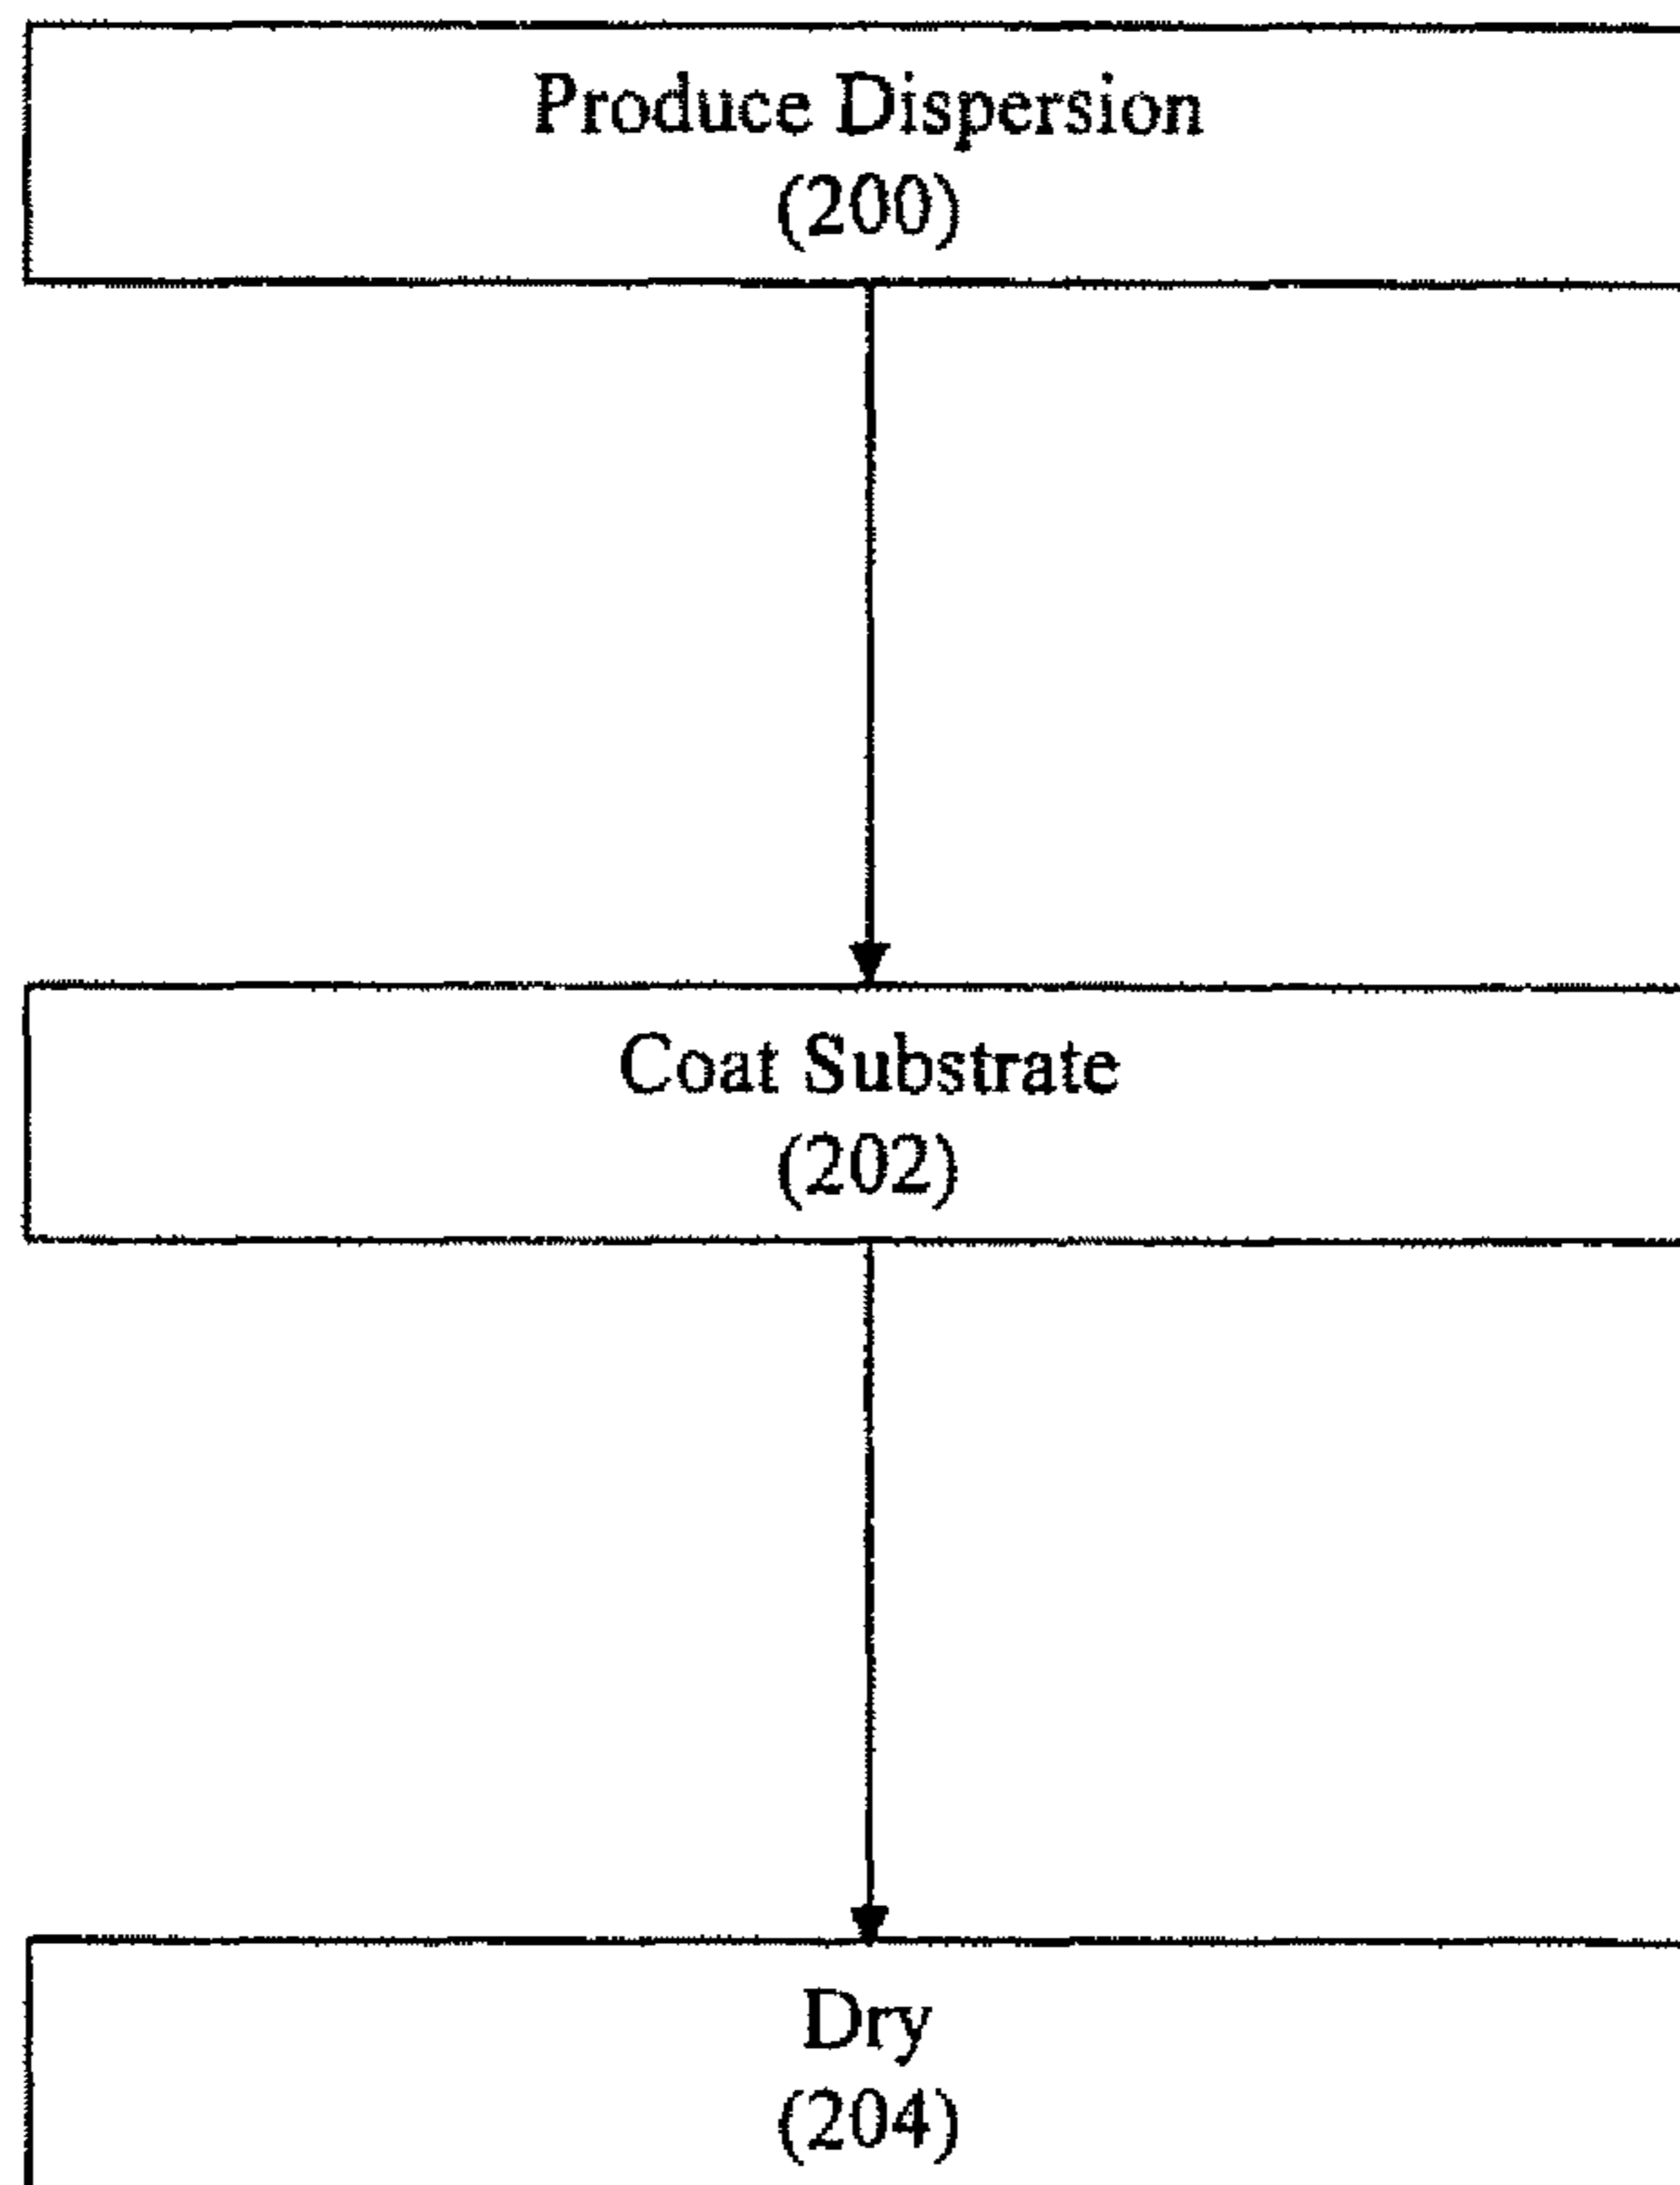 Produce Dispersion
(200)
Coat Substrate
(202)
Dry
(204)